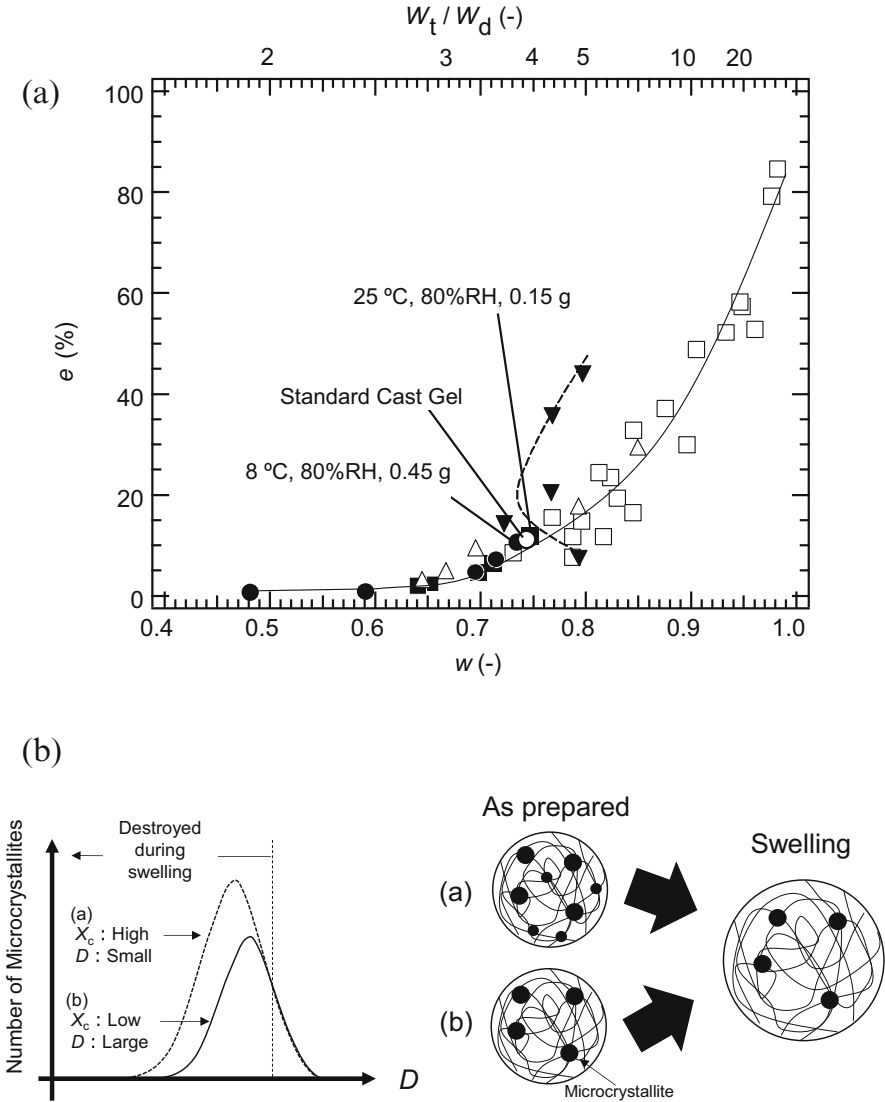 W_t / W_d (-)
2 3 4 5 10 20
(a)
100
80
60
40
20
0
e (%)
25 ºC, 80%RH, 0.15 g
Standard Cast Gel
8 ºC, 80%RH, 0.45 g
0.4 0.5 0.6 0.7 0.8 0.9 1.0
w (-)
(b)
Number of Microcrystallites
Destroyed
during
swelling
(a)
X_c : High
D : Small
(b)
X_c : Low
D : Large
D
As prepared
Swelling
(a)
(b)
Microcrystallite